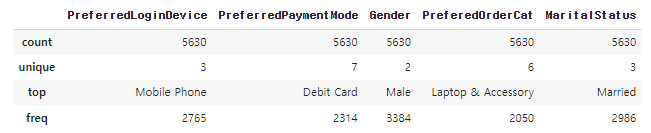 PreferredLoginDevice PreferredPaymentMode Gender PreferedOrderCat MaritalStatus
count 5630 5630 5630 5630 5630
unique 3 7 2 6 3
top Mobile Phone Debit Card Male Laptop & Accessory Married
freq 2765 2314 3384 2050 2986